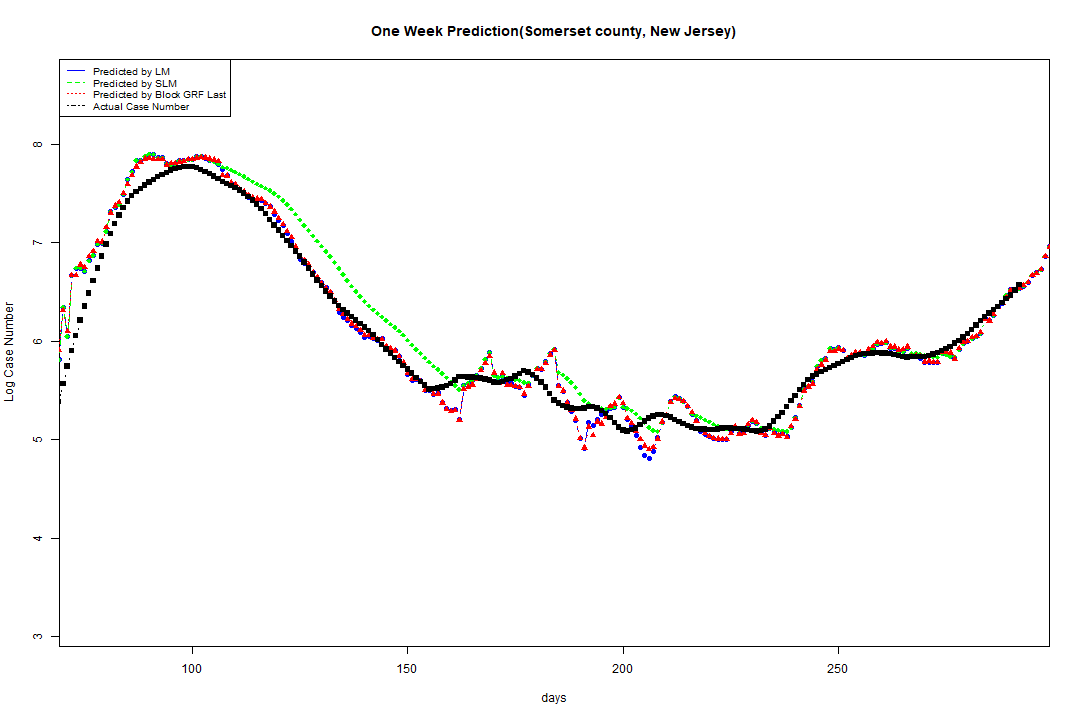 One Week Prediction(Somerset county, New Jersey)
Predicted by LM
Predicted by SLM
Predicted by Block GRF Last
Actual Case Number
8
7
6
5
4
3
Log Case Number
100 150 200 250
days